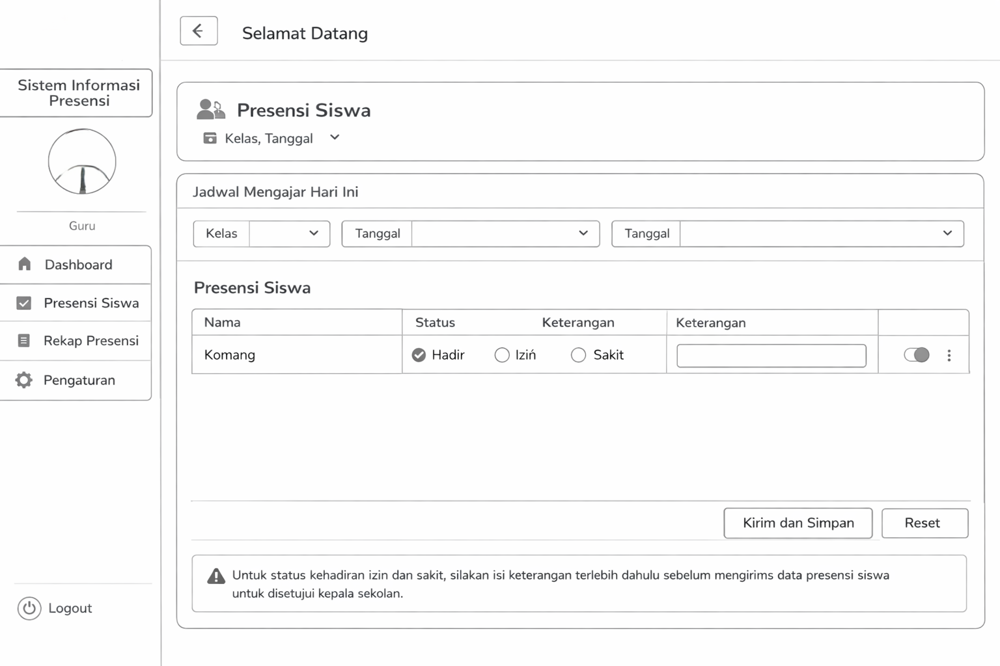 Selamat Datang
Sistem Informasi
Presensi
Guru
Dashboard
Presensi Siswa
Rekap Presensi
Pengaturan
Logout
Presensi Siswa
Kelas, Tanggal
Jadwal Mengajar Hari Ini
Kelas
Tanggal
Tanggal
Presensi Siswa
Nama Status Keterangan Keterangan
Komang Hadir Iziń Sakit
Kirim dan Simpan Reset
Untuk status kehadiran izin dan sakit, silakan isi keterangan terlebih dahulu sebelum mengirims data presensi siswa
untuk disetujui kepala sekolan.